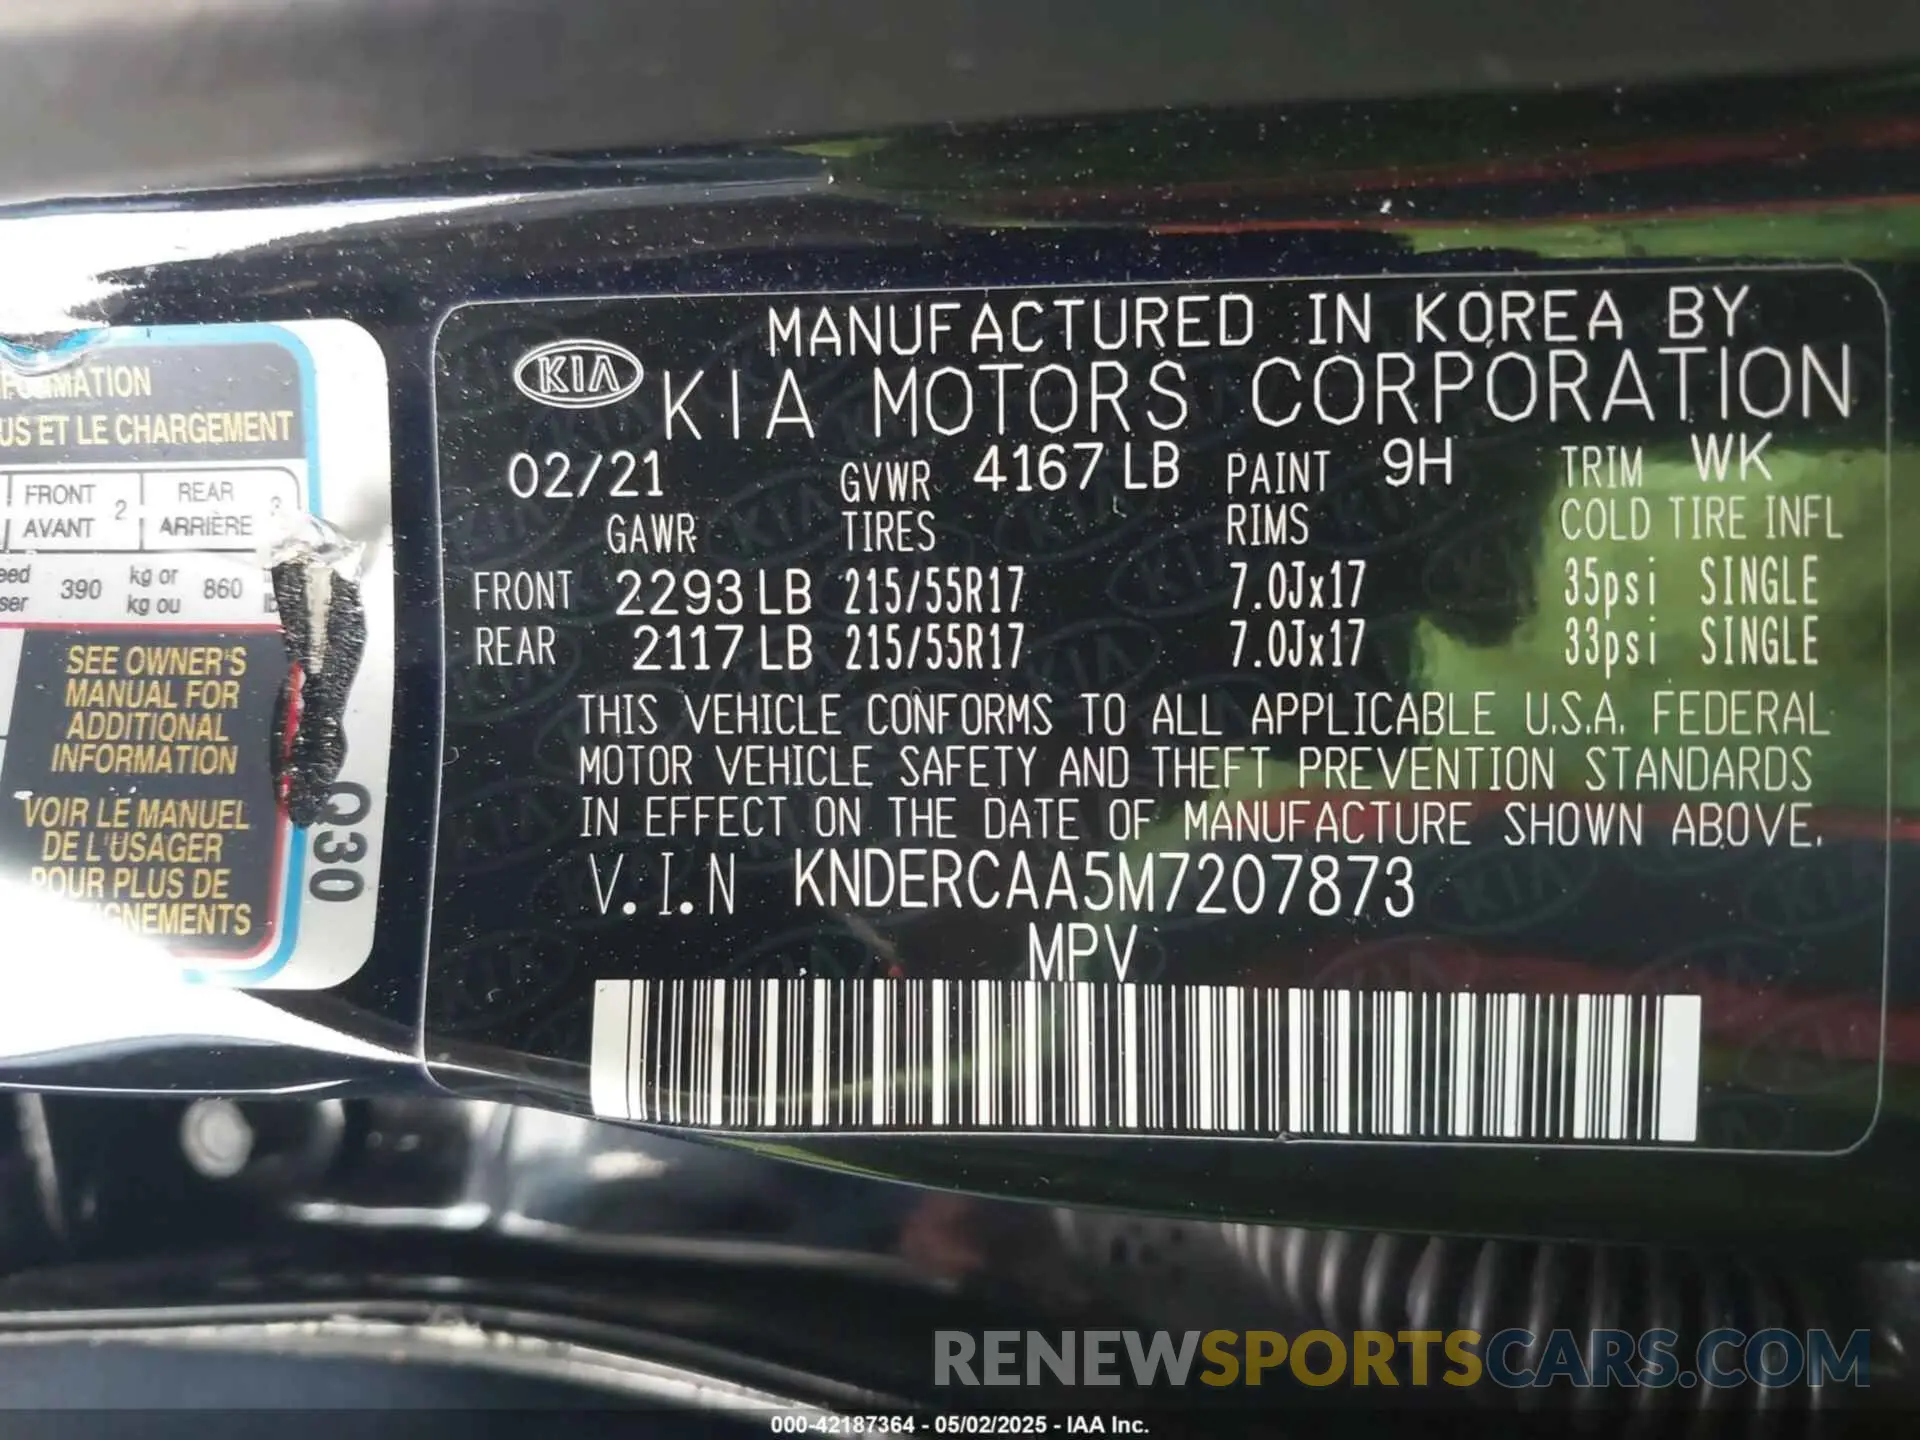 MANUFACTURED IN KOREA BY
KIA KIA MOTORS CORPORATION
02/21 GVWR 4167 LB PAINT 9H TRIM WK
GAWR TIRES RIMS COLD TIRE INFL
FRONT 2293 LB 215/55R17 7.0Jx17 35psi SINGLE
REAR 2117 LB 215/55R17 7.0Jx17 33psi SINGLE
THIS VEHICLE CONFORMS TO ALL APPLICABLE U.S.A. FEDERAL
MOTOR VEHICLE SAFETY AND THEFT PREVENTION STANDARDS
IN EFFECT ON THE DATE OF MANUFACTURE SHOWN ABOVE.
V.I.N KNDERCAA5M7207873
MPV
ET LE CHARGEMENT
FRONT 2 REAR
AVANT ARRIÈRE
390 kg or 860
kg ou
SEE OWNER'S
MANUAL FOR
ADDITIONAL
INFORMATION
VOIR LE MANUEL
DE L'USAGER
POUR PLUS DE
Q30
RENEWSPORTSCARS.COM
000-42187364 - 05/02/2025 - IAA Inc.